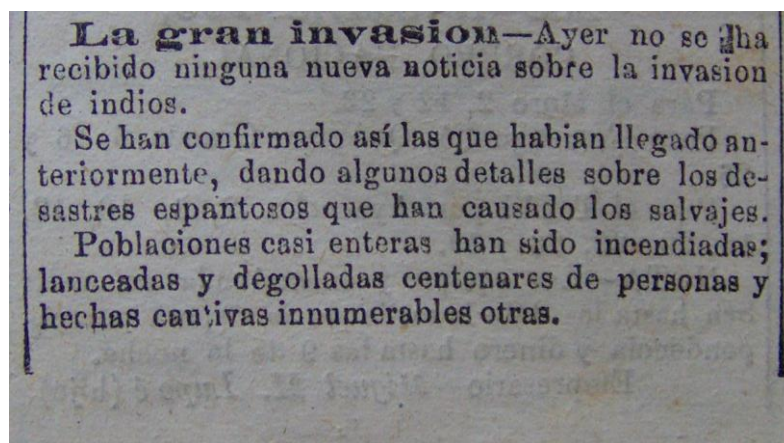 La gran invasion—Ayer no se ha
recibido ninguna nueva noticia sobre la invasion
de indios.
Se han confirmado así las que habian llegado an-
teriormente, dando algunos detalles sobre los de-
sastres espantosos que han causado los salvajes.
Poblaciones casi enteras han sido incendiadas;
lanceadas y degolladas centenares de personas y
hechas cautivas innumerables otras.